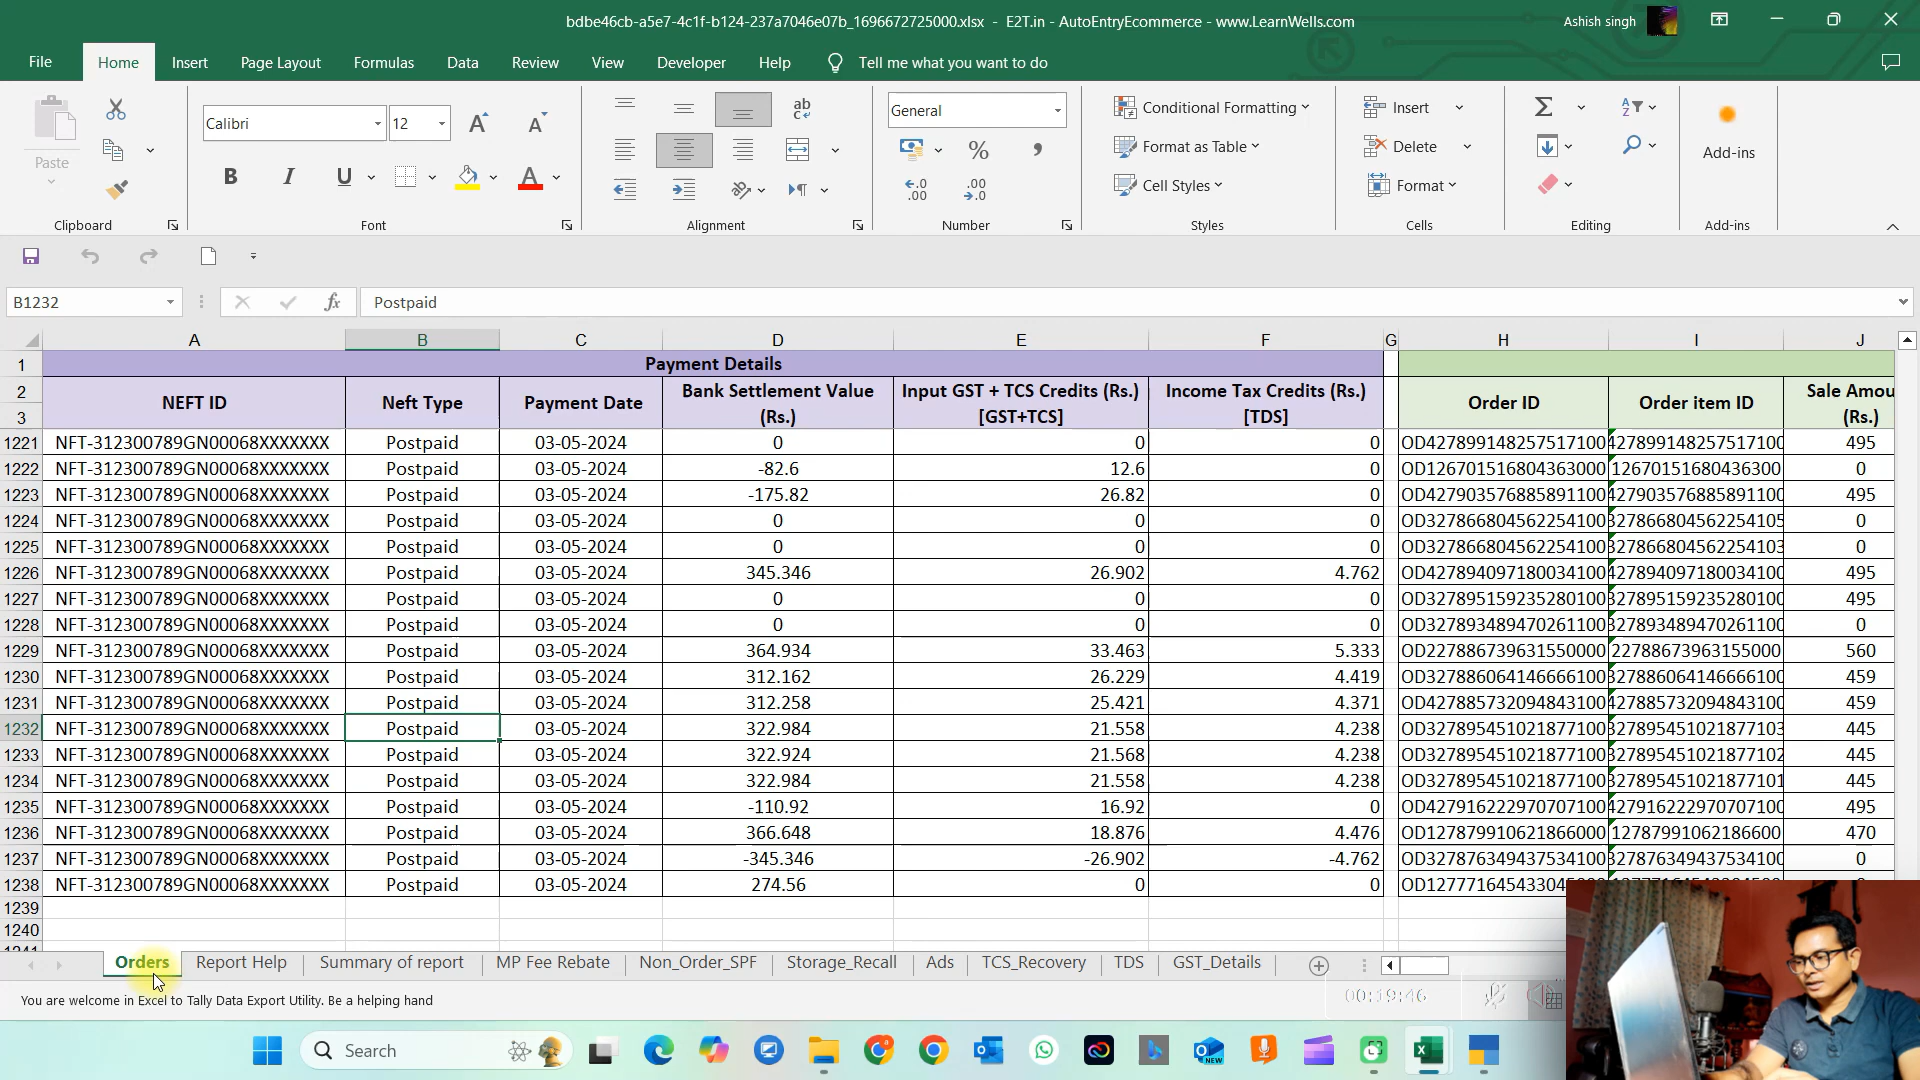 bdbe46cb-a5e7-4c1f-b124-237a7046e07b_1696672725000.xlsx - E2T.in - AutoEntryEcommerce - www.LearnWells.com
Ashish singh
File Home Insert Page Layout Formulas Data Review View Developer Help Tell me what you want to do
Paste
Calibri 12
General
Conditional Formatting
Format as Table
Cell Styles
Insert
Delete
Format
Add-ins
Clipboard Font Alignment Number Styles Cells Editing Add-ins
B1232 fx Postpaid
A B C D E F G H I J
1 Payment Details
2 NEFT ID Neft Type Payment Date Bank Settlement Value Input GST + TCS Credits (Rs.) Income Tax Credits (Rs.) Order ID Order item ID Sale Amou
3 (Rs.) [GST+TCS] [TDS] (Rs.)
1221 NFT-312300789GN00068XXXXXXX Postpaid 03-05-2024 0 0 0 OD427899148257517100 427899148257517100 495
1222 NFT-312300789GN00068XXXXXXX Postpaid 03-05-2024 -82.6 12.6 0 OD126701516804363000 12670151680436300 0
1223 NFT-312300789GN00068XXXXXXX Postpaid 03-05-2024 -175.82 26.82 0 OD427903576885891100 427903576885891100 495
1224 NFT-312300789GN00068XXXXXXX Postpaid 03-05-2024 0 0 0 OD327866804562254100 327866804562254105 0
1225 NFT-312300789GN00068XXXXXXX Postpaid 03-05-2024 0 0 0 OD327866804562254100 327866804562254103 0
1226 NFT-312300789GN00068XXXXXXX Postpaid 03-05-2024 345.346 26.902 4.762 OD427894097180034100 427894097180034100 495
1227 NFT-312300789GN00068XXXXXXX Postpaid 03-05-2024 0 0 0 OD327895159235280100 327895159235280100 495
1228 NFT-312300789GN00068XXXXXXX Postpaid 03-05-2024 0 0 0 OD327893489470261100 327893489470261100 0
1229 NFT-312300789GN00068XXXXXXX Postpaid 03-05-2024 364.934 33.463 5.333 OD227886739631550000 22788673963155000 560
1230 NFT-312300789GN00068XXXXXXX Postpaid 03-05-2024 312.162 26.229 4.419 OD327886064146666100 327886064146666100 459
1231 NFT-312300789GN00068XXXXXXX Postpaid 03-05-2024 312.258 25.421 4.371 OD427885732094843100 427885732094843100 459
1232 NFT-312300789GN00068XXXXXXX Postpaid 03-05-2024 322.984 21.558 4.238 OD327895451021877100 327895451021877103 445
1233 NFT-312300789GN00068XXXXXXX Postpaid 03-05-2024 322.924 21.568 4.238 OD327895451021877100 327895451021877102 445
1234 NFT-312300789GN00068XXXXXXX Postpaid 03-05-2024 322.984 21.558 4.238 OD327895451021877100 327895451021877101 445
1235 NFT-312300789GN00068XXXXXXX Postpaid 03-05-2024 -110.92 16.92 0 OD427916222970707100 427916222970707100 495
1236 NFT-312300789GN00068XXXXXXX Postpaid 03-05-2024 366.648 18.876 4.476 OD127879910621866000 12787991062186600 470
1237 NFT-312300789GN00068XXXXXXX Postpaid 03-05-2024 -345.346 -26.902 -4.762 OD327876349437534100 327876349437534100 0
1238 NFT-312300789GN00068XXXXXXX Postpaid 03-05-2024 274.56 0 0
1239
1240
Orders Report Help Summary of report MP Fee Rebate Non_Order_SPF Storage_Recall Ads TCS_Recovery TDS GST_Details
You are welcome in Excel to Tally Data Export Utility. Be a helping hand
00:19:46
Search